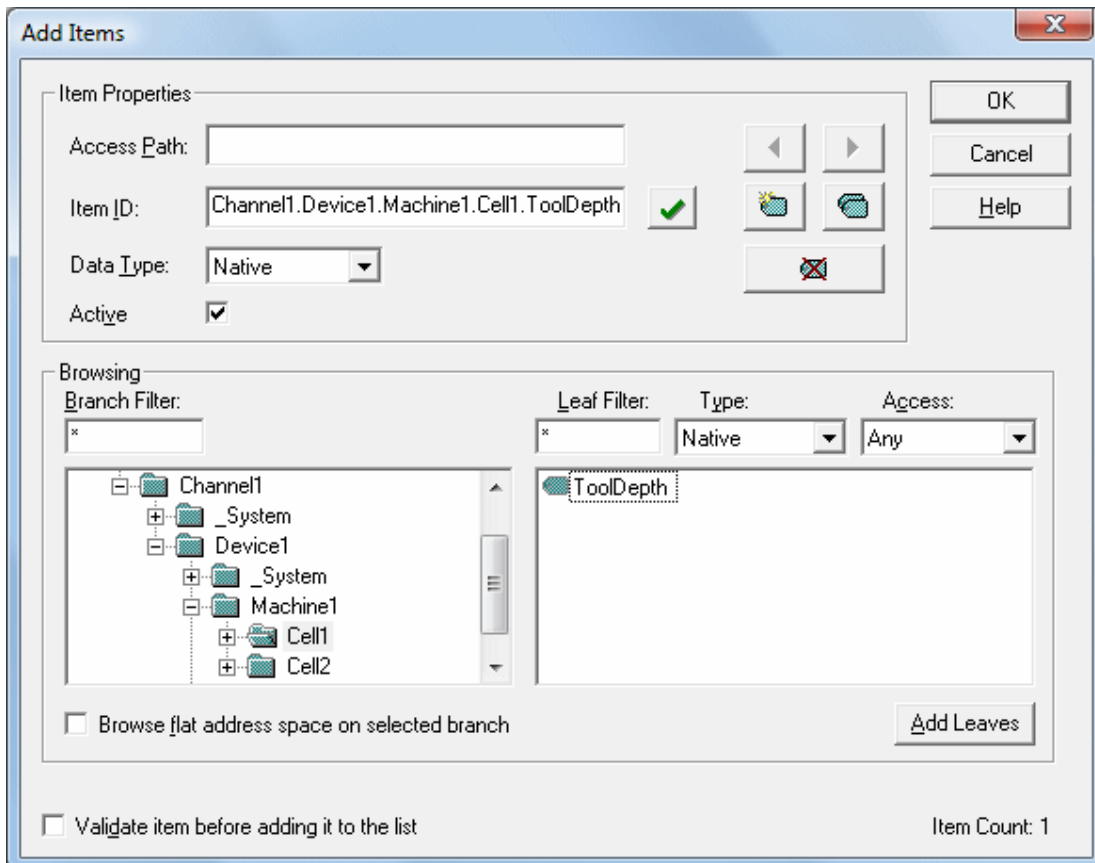 Add Items
Item Properties
Access Path:
OK
Cancel
Item ID: Channel1.Device1.Machine1.Cell1.ToolDepth
Help
Data Type: Native
Active
Browsing
Branch Filter: Leaf Filter: Type: Access:
* * Native Any
Channel1 ToolDepth
_System
Device1
_System
Machine1
Cell1
Cell2
Browse flat address space on selected branch Add Leaves
Validate item before adding it to the list Item Count: 1